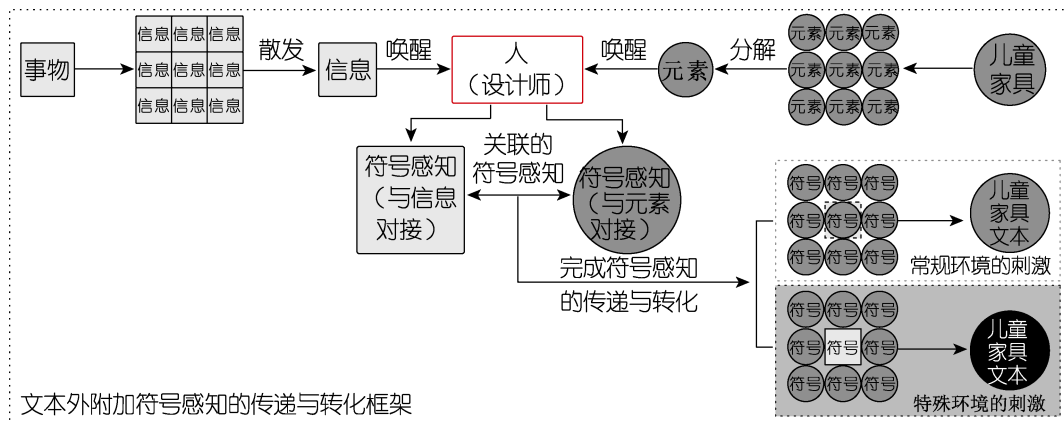 事物
信息 信息 信息
信息 信息 信息
信息 信息 信息
散发
信息
唤醒
人
（设计师）
唤醒
元素
分解
元素 元素 元素
元素 元素 元素
元素 元素 元素
儿童
家具
符号感知
（与信息
对接）
关联的
符号感知
符号感知
（与元素
对接）
完成符号感知
的传递与转化
符号 符号 符号
符号 符号 符号
符号 符号 符号
儿童
家具
文本
常规环境的刺激
符号 符号 符号
符号 符号 符号
符号 符号 符号
儿童
家具
文本
特殊环境的刺激
文本外附加符号感知的传递与转化框架